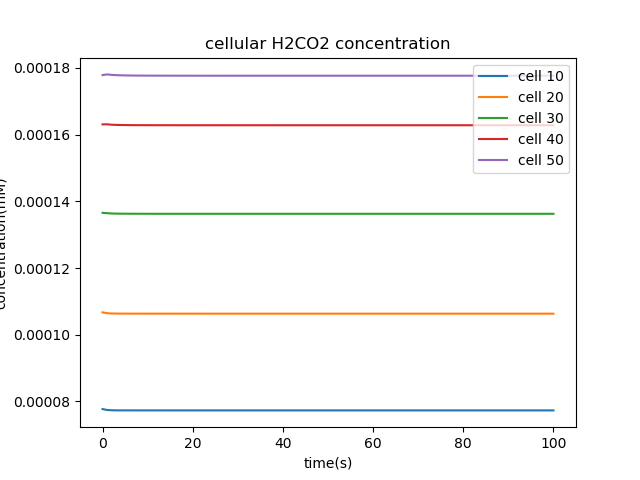 cellular H2CO2 concentration
0.00018
0.00016
0.00014
0.00012
0.00010
0.00008
concentration(mM)
cell 10
cell 20
cell 30
cell 40
cell 50
0 20 40 60 80 100
time(s)